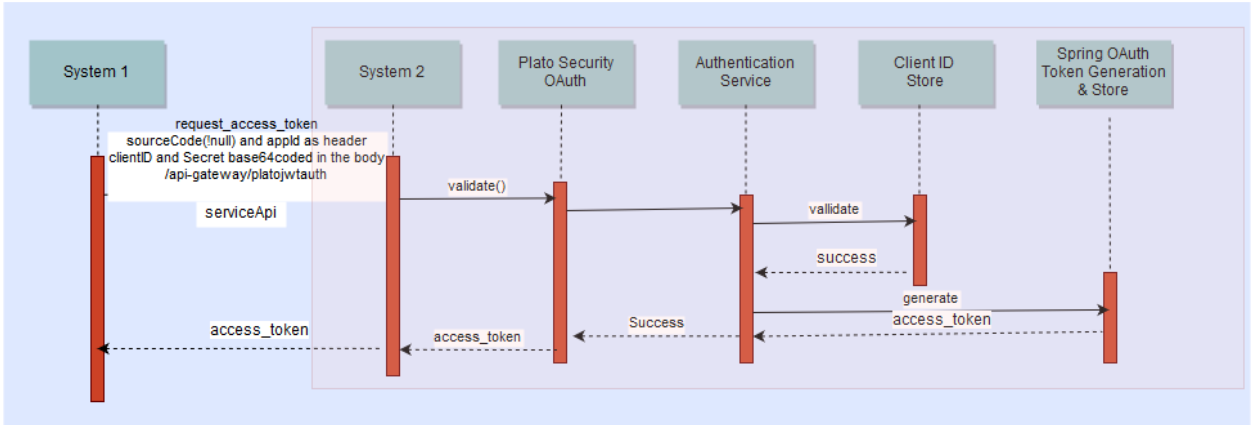 System 1
System 2
Plato Security
OAuth
Authentication
Service
Client ID
Store
Spring OAuth
Token Generation
& Store
request_access_token
sourceCode(!null) and appId as header
clientID and Secret base64coded in the body
/api-gateway/platojwtauth
serviceApi
validate()
vallidate
success
generate
access_token
Success
access_token
access_token